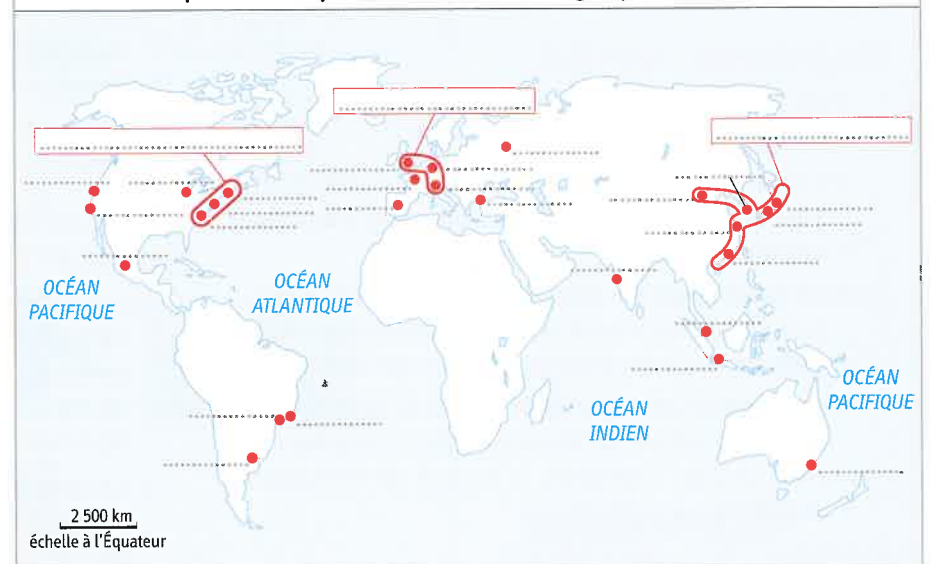 OCÉAN
PACIFIQUE
OCÉAN
ATLANTIQUE
OCÉAN
INDIEN
OCÉAN
PACIFIQUE
2 500 km
échelle à l'Équateur